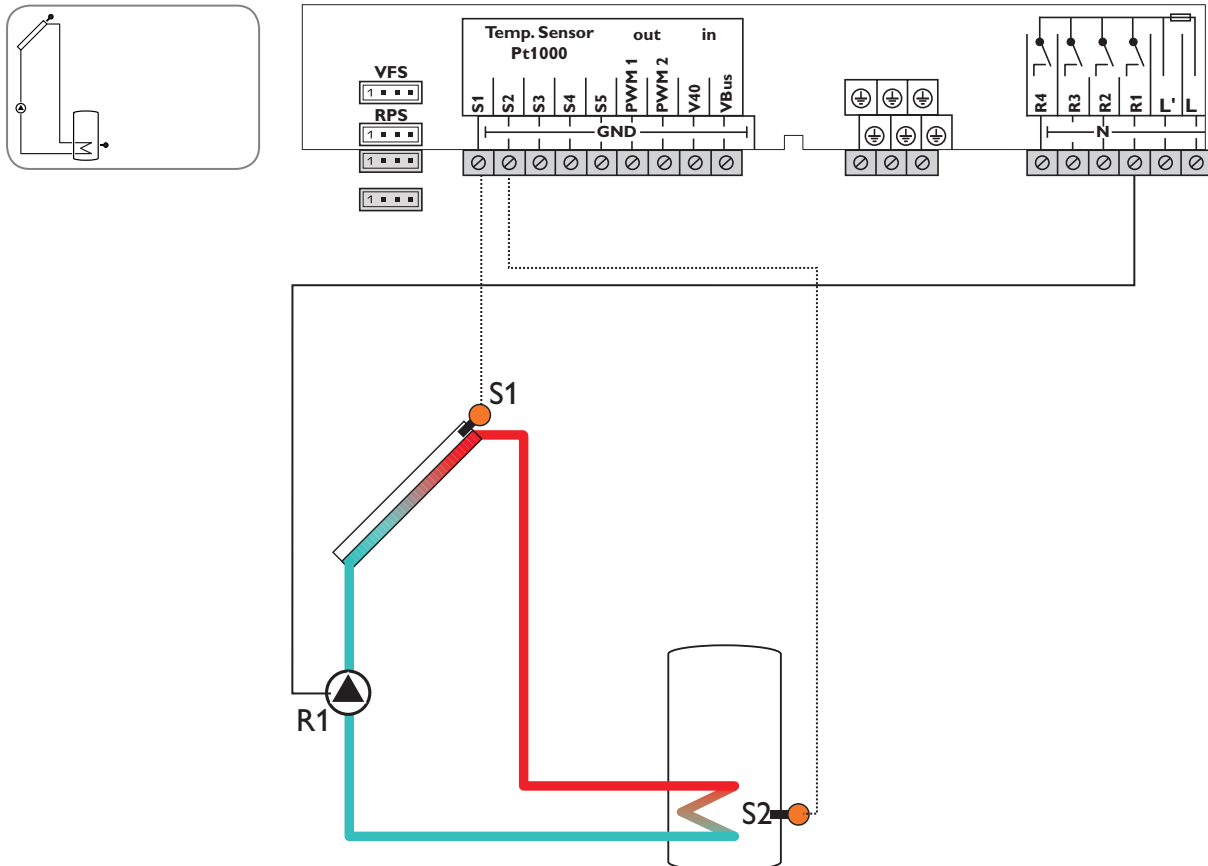 Temp. Sensor out in
Pt1000
VFS
1
RPS
1
1
1
S1 S2 S3 S4 S5 PWM 1 PWM 2 V40 VBus
GND
R4 R3 R2 R1 L' L
N
S1
R1
S2